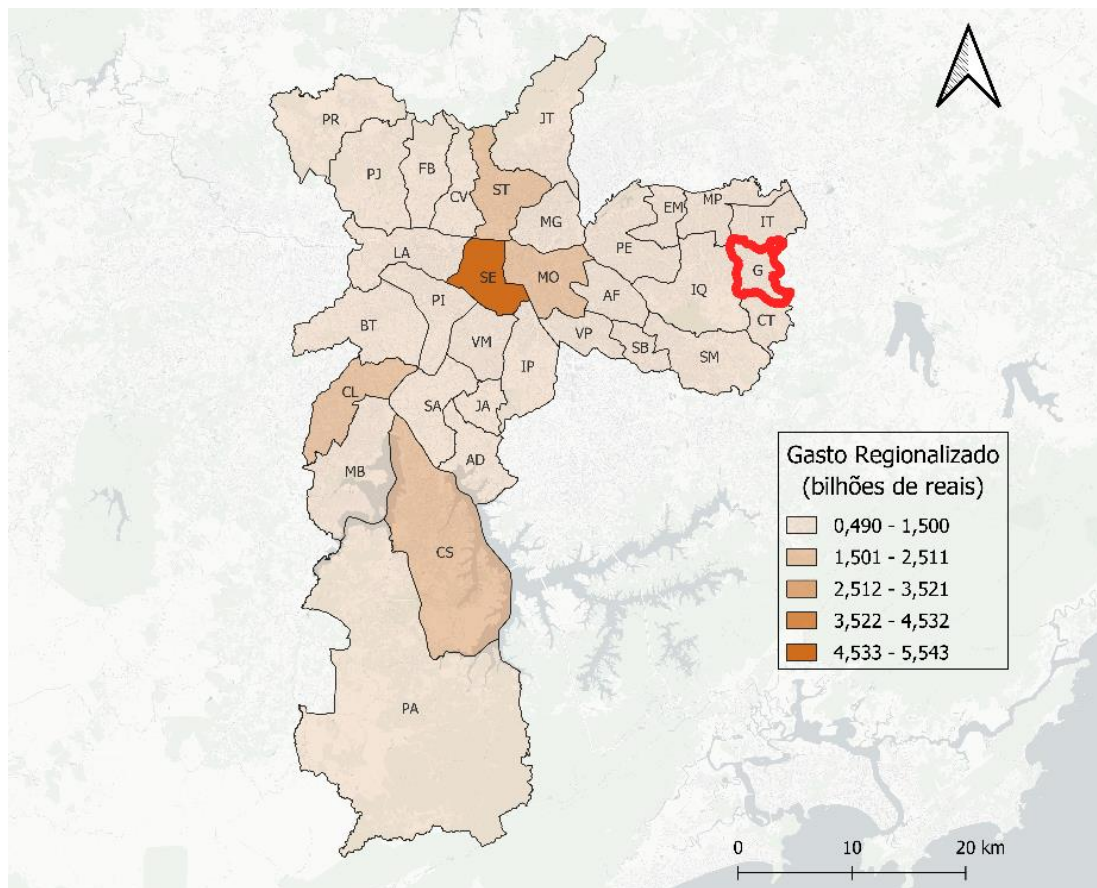 JT
PR
PJ
FB
CV
ST
MG
EM
MP
IT
PE
LA
SE
MO
G
IQ
AF
PI
BT
VM
IP
VP
SB
CT
SM
CL
SA
JA
MB
AD
CS
PA
Gasto Regionalizado
(bilhões de reais)
0,490 - 1,500
1,501 - 2,511
2,512 - 3,521
3,522 - 4,532
4,533 - 5,543
0 10 20 km